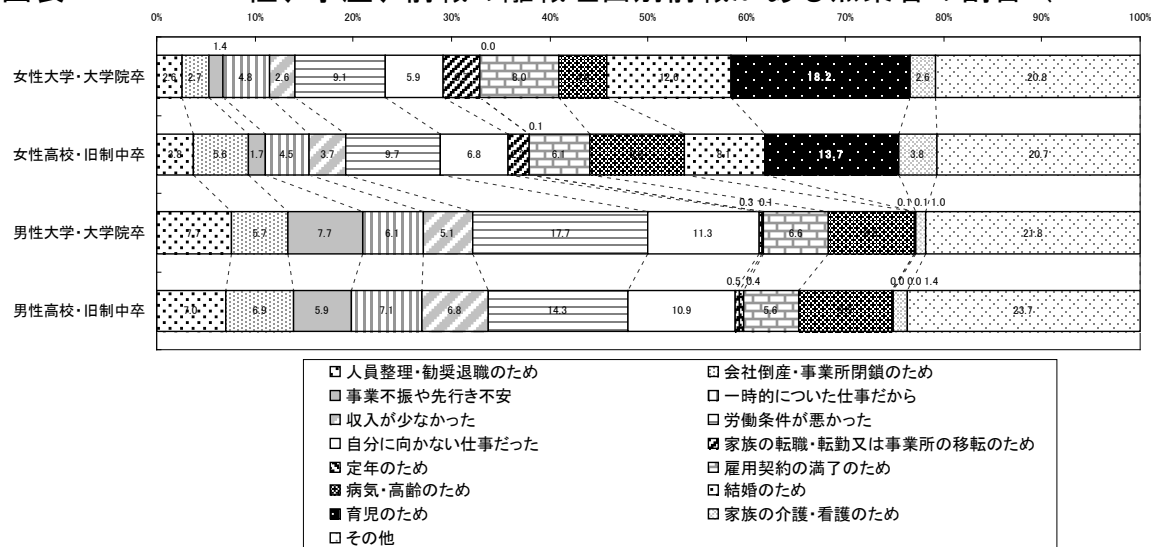 0% 10% 20% 30% 40% 50% 60% 70% 80% 90% 100%
1.4 0.0
女性大学・大学院卒 2.6 2.7 4.8 2.6 9.1 5.9 8.0 12.6 18.2 2.6 20.8
0.1
女性高校・旧制中卒 3.8 5.6 1.7 4.5 3.7 9.7 6.8 6.1 8.1 13.7 3.8 20.7
0.3 0.1 0.1 0.1 1.0
男性大学・大学院卒 7.7 5.7 7.7 6.1 5.1 17.7 11.3 6.6 21.8
0.5 0.4 0.0 0.0 1.4
男性高校・旧制中卒 7.0 6.9 5.9 7.1 6.8 14.3 10.9 5.6 23.7
人員整理・勧奨退職のため 会社倒産・事業所閉鎖のため
事業不振や先行き不安 一時的についた仕事だから
収入が少なかった 労働条件が悪かった
自分に向かない仕事だった 家族の転職・転勤又は事業所の移転のため
定年のため 雇用契約の満了のため
病気・高齢のため 結婚のため
育児のため 家族の介護・看護のため
その他